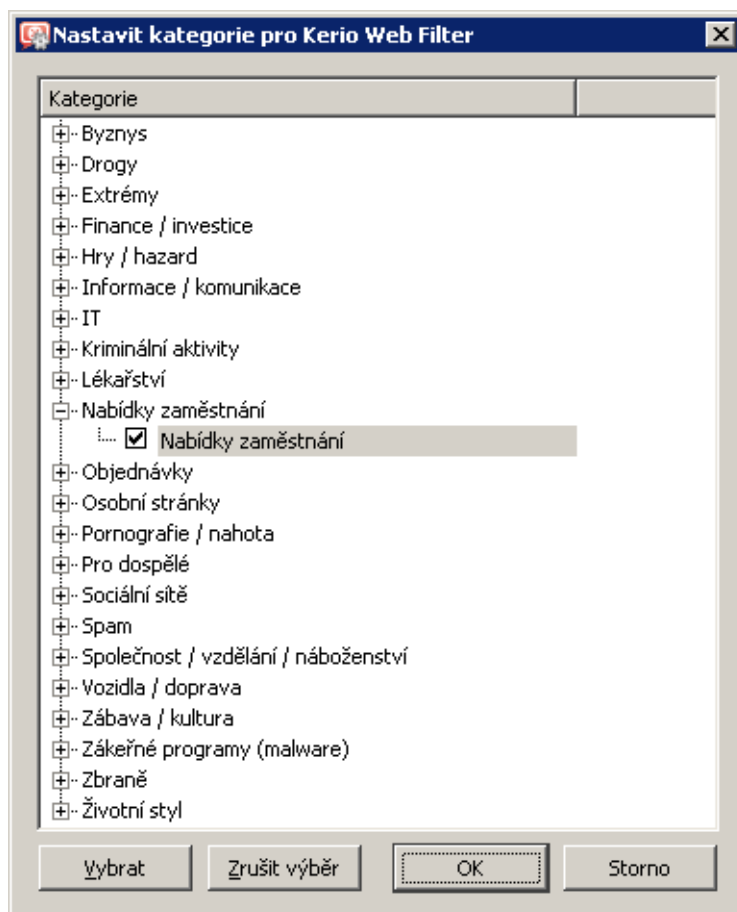 Nastavit kategorie pro Kerio Web Filter
Kategorie
Byznys
Drogy
Extrémy
Finance / investice
Hry / hazard
Informace / komunikace
IT
Kriminální aktivity
Lékařství
Nabídky zaměstnání
Nabídky zaměstnání
Objednávky
Osobní stránky
Pornografie / nahota
Pro dospělé
Sociální sítě
Spam
Společnost / vzdělání / náboženství
Vozidla / doprava
Zábava / kultura
Zákeřné programy (malware)
Zbraně
Životní styl
Vybrat Zrušit výběr OK Storno